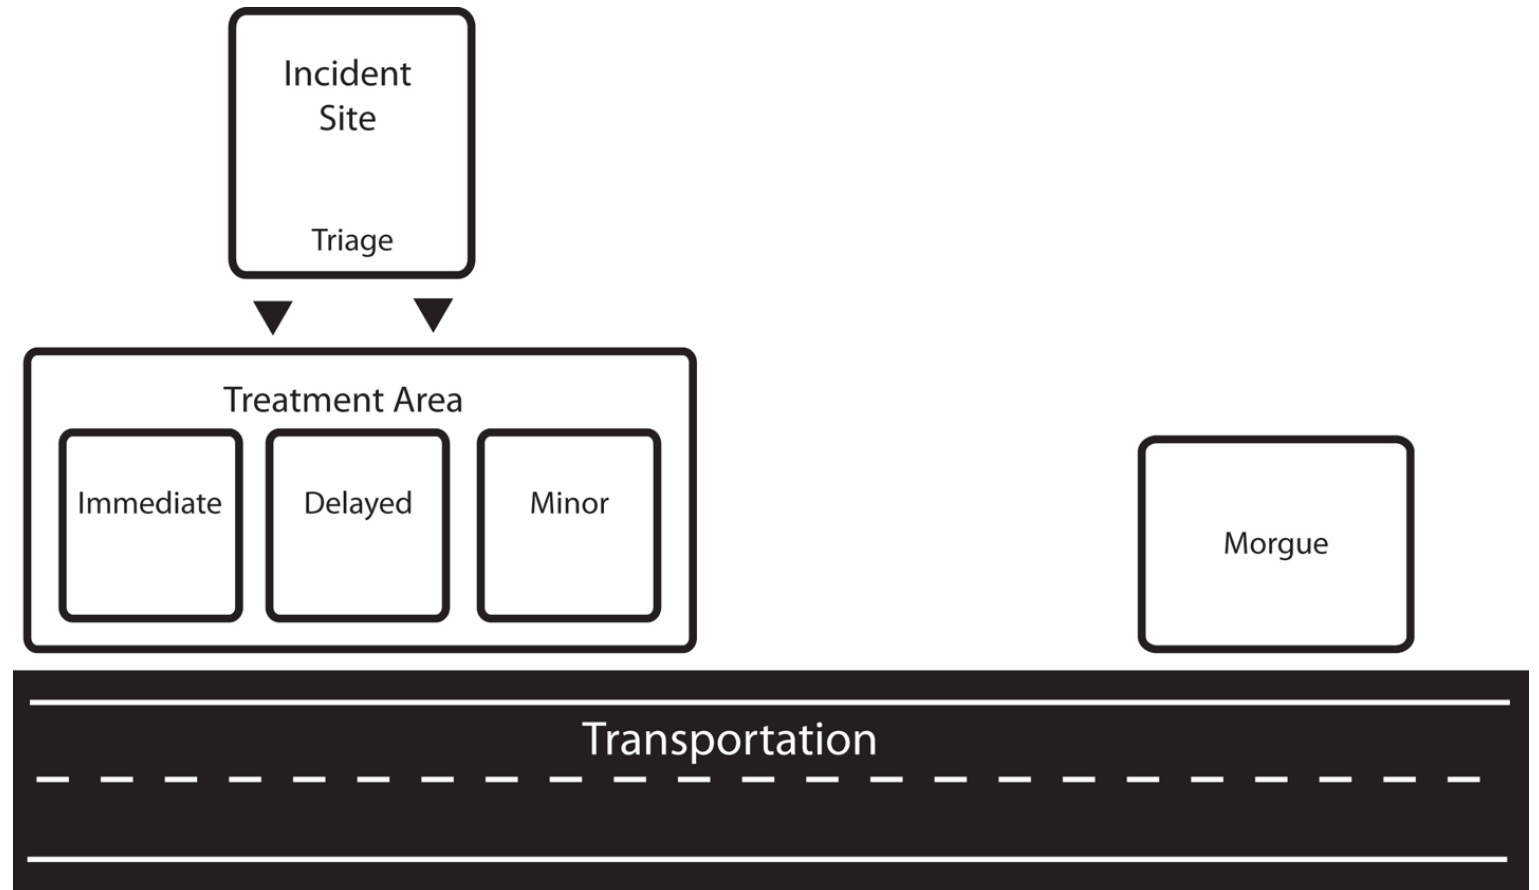 Incident
Site
Triage
Treatment Area
Immediate
Delayed
Minor
Morgue
Transportation